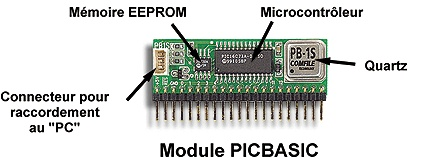 Mémoire EEPROM
Microcontrôleur
PB-1S
COMFILE
Quartz
Connecteur pour
raccordement
au "PC"
Module PICBASIC